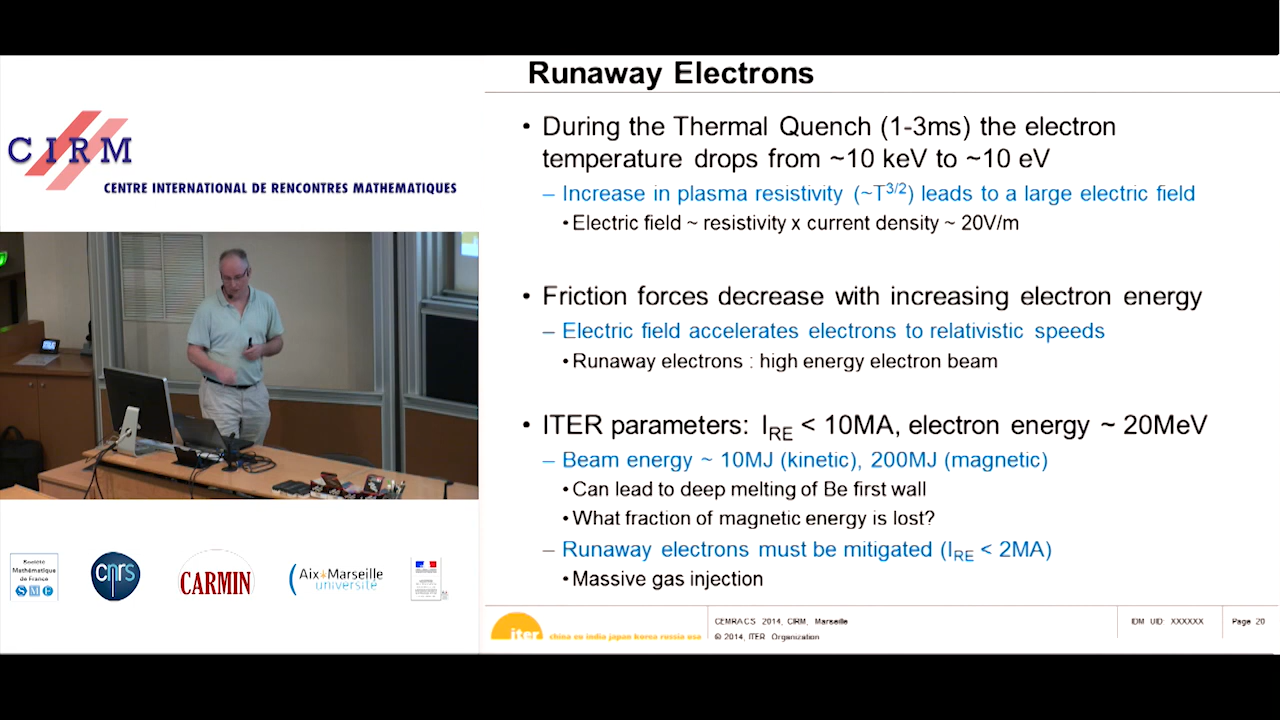 CIRM
CENTRE INTERNATIONAL DE RENCONTRES MATHEMATIQUES
Société
Mathématique
de France
SMF
cnrs
CARMIN
Aix*Marseille
université
Runaway Electrons
• During the Thermal Quench (1-3ms) the electron
temperature drops from ~10 keV to ~10 eV
– Increase in plasma resistivity (~T^3/2) leads to a large electric field
• Electric field ~ resistivity x current density ~ 20V/m
• Friction forces decrease with increasing electron energy
– Electric field accelerates electrons to relativistic speeds
• Runaway electrons : high energy electron beam
• ITER parameters: I_RE < 10MA, electron energy ~ 20MeV
– Beam energy ~ 10MJ (kinetic), 200MJ (magnetic)
• Can lead to deep melting of Be first wall
• What fraction of magnetic energy is lost?
– Runaway electrons must be mitigated (I_RE < 2MA)
• Massive gas injection
iter china eu india japan korea russia usa
CEMRACS 2014, CIRM, Marseille
© 2014, ITER Organization
IDM UID: XXXXXX
Page 20